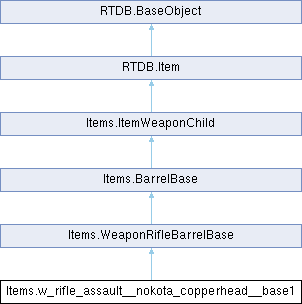 RTDB.BaseObject
RTDB.Item
Items.ItemWeaponChild
Items.BarrelBase
Items.WeaponRifleBarrelBase
Items.w_rifle_assault__nokota_copperhead__base1